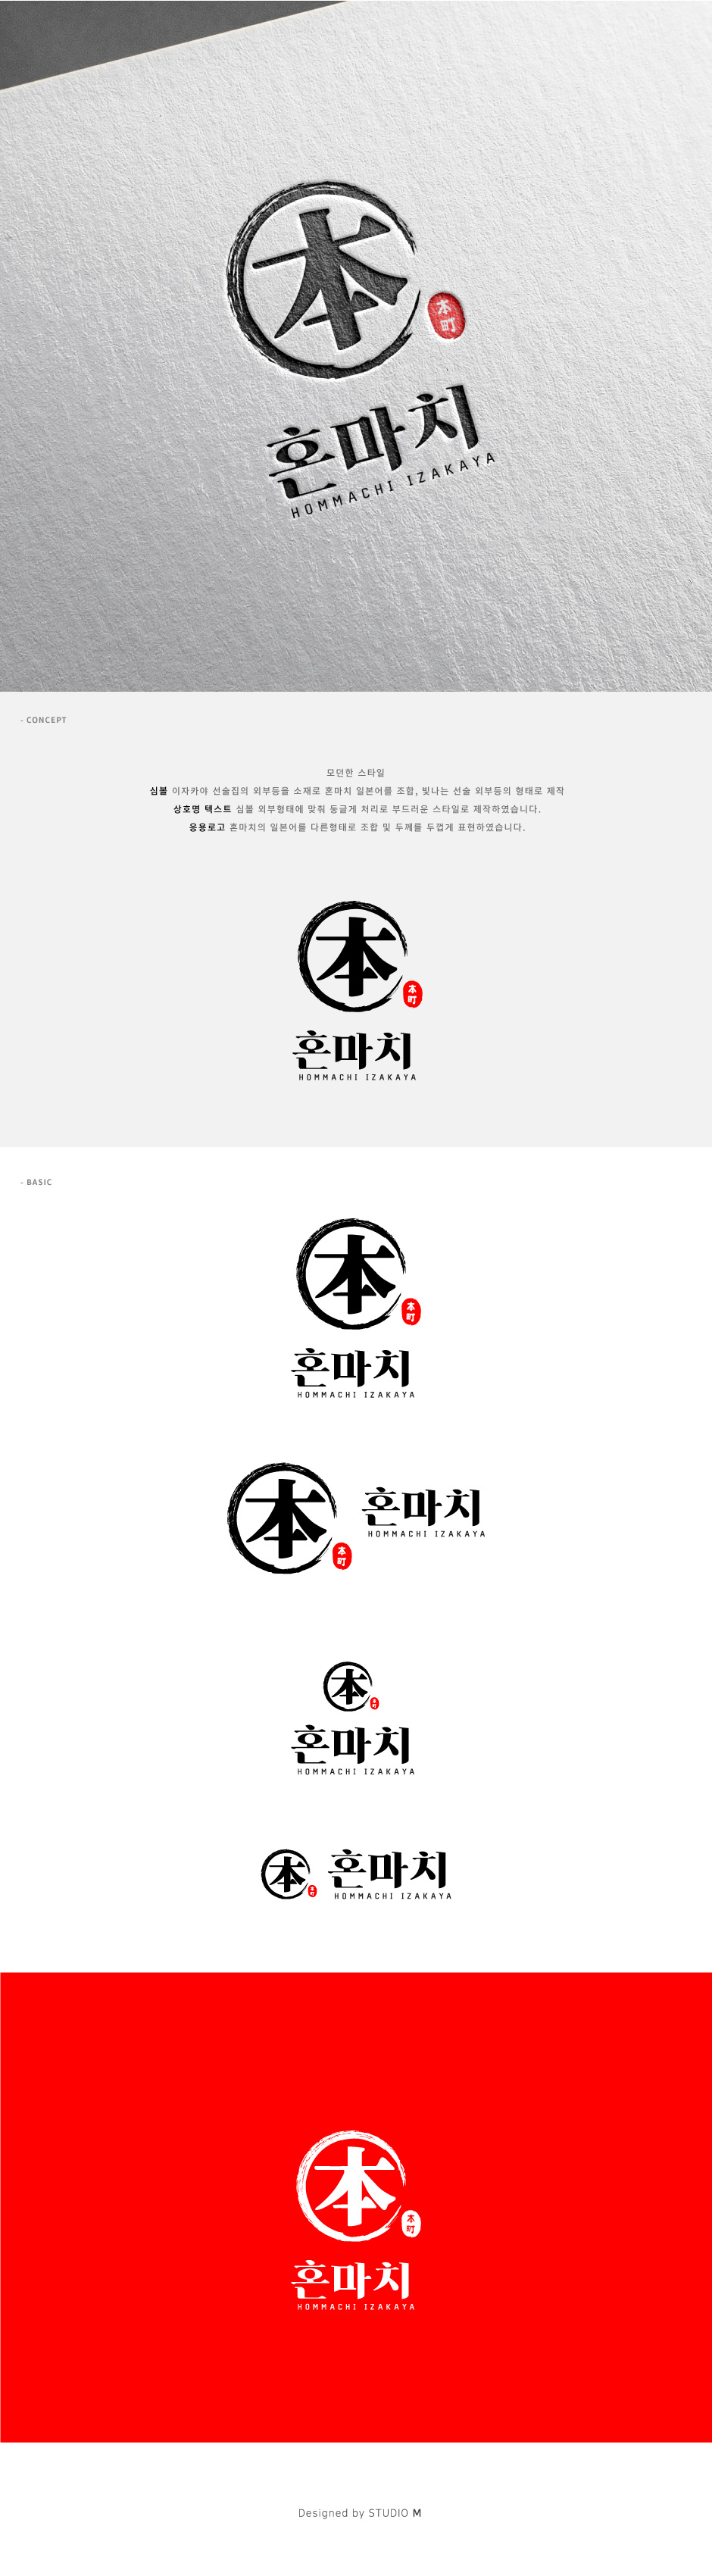 本
本
町
혼마치
HOMMACHI IZAKAYA
- CONCEPT
모던한 스타일
심볼 이자카야 선술집의 외부등을 소재로 혼마치 일본어를 조합, 빛나는 선술 외부등의 형태로 제작
상호명 텍스트 심볼 외부형태에 맞춰 둥글게 처리로 부드러운 스타일로 제작하였습니다.
응용로고 혼마치의 일본어를 다른형태로 조합 및 두께를 두껍게 표현하였습니다.
本
本
町
혼마치
HOMMACHI IZAKAYA
- BASIC
本
本
町
혼마치
HOMMACHI IZAKAYA
本
本
町
혼마치
HOMMACHI IZAKAYA
本
本
町
혼마치
HOMMACHI IZAKAYA
本
本
町
혼마치
HOMMACHI IZAKAYA
本
本
町
혼마치
HOMMACHI IZAKAYA
Designed by STUDIO M